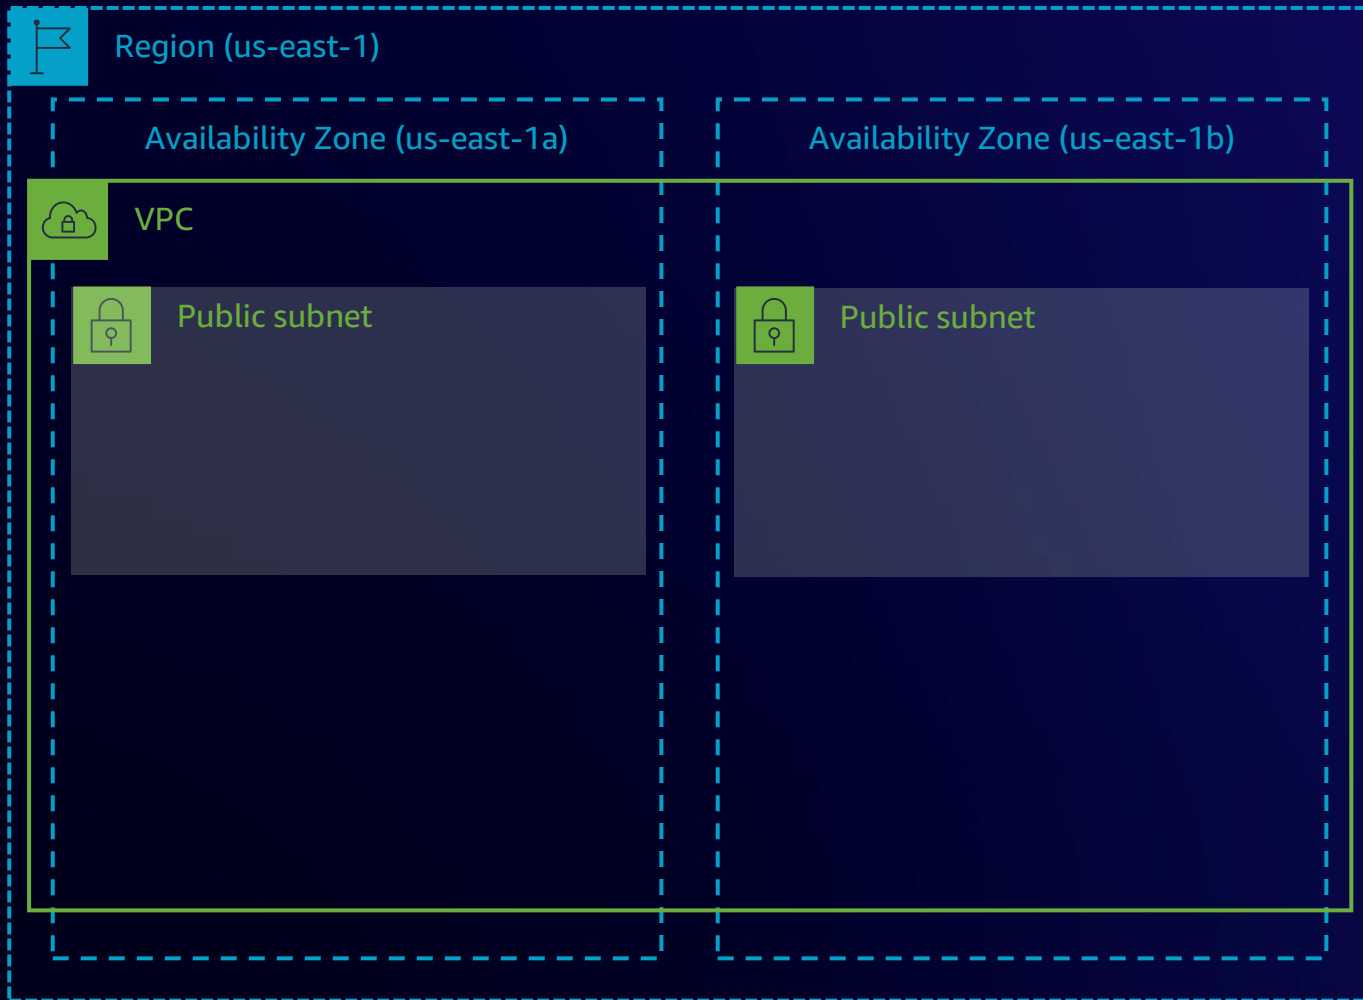 Region (us-east-1)
Availability Zone (us-east-1a)
Availability Zone (us-east-1b)
VPC
Public subnet
Public subnet